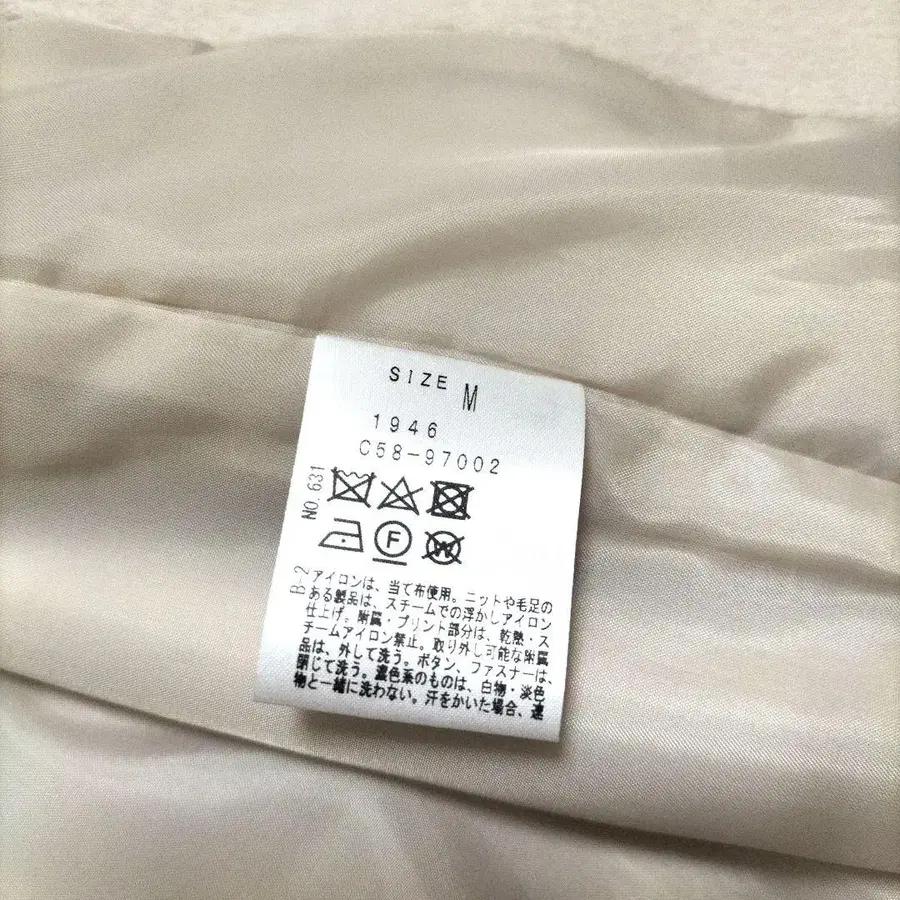 SIZE M
1946
C58-97002
NO.631
F
W
B-2
アイロンは、当て布使用。ニットや毛足の
ある製品は、スチームでの浮かしアイロン
仕上げ。附属・プリント部分は、乾熱・ス
チームアイロン禁止。取り外し可能な附属
品は、外して洗う。ボタン、ファスナーは、
閉じて洗う。濃色系のものは、白物・淡色
物と一緒に洗わない。汗をかいた場合、速